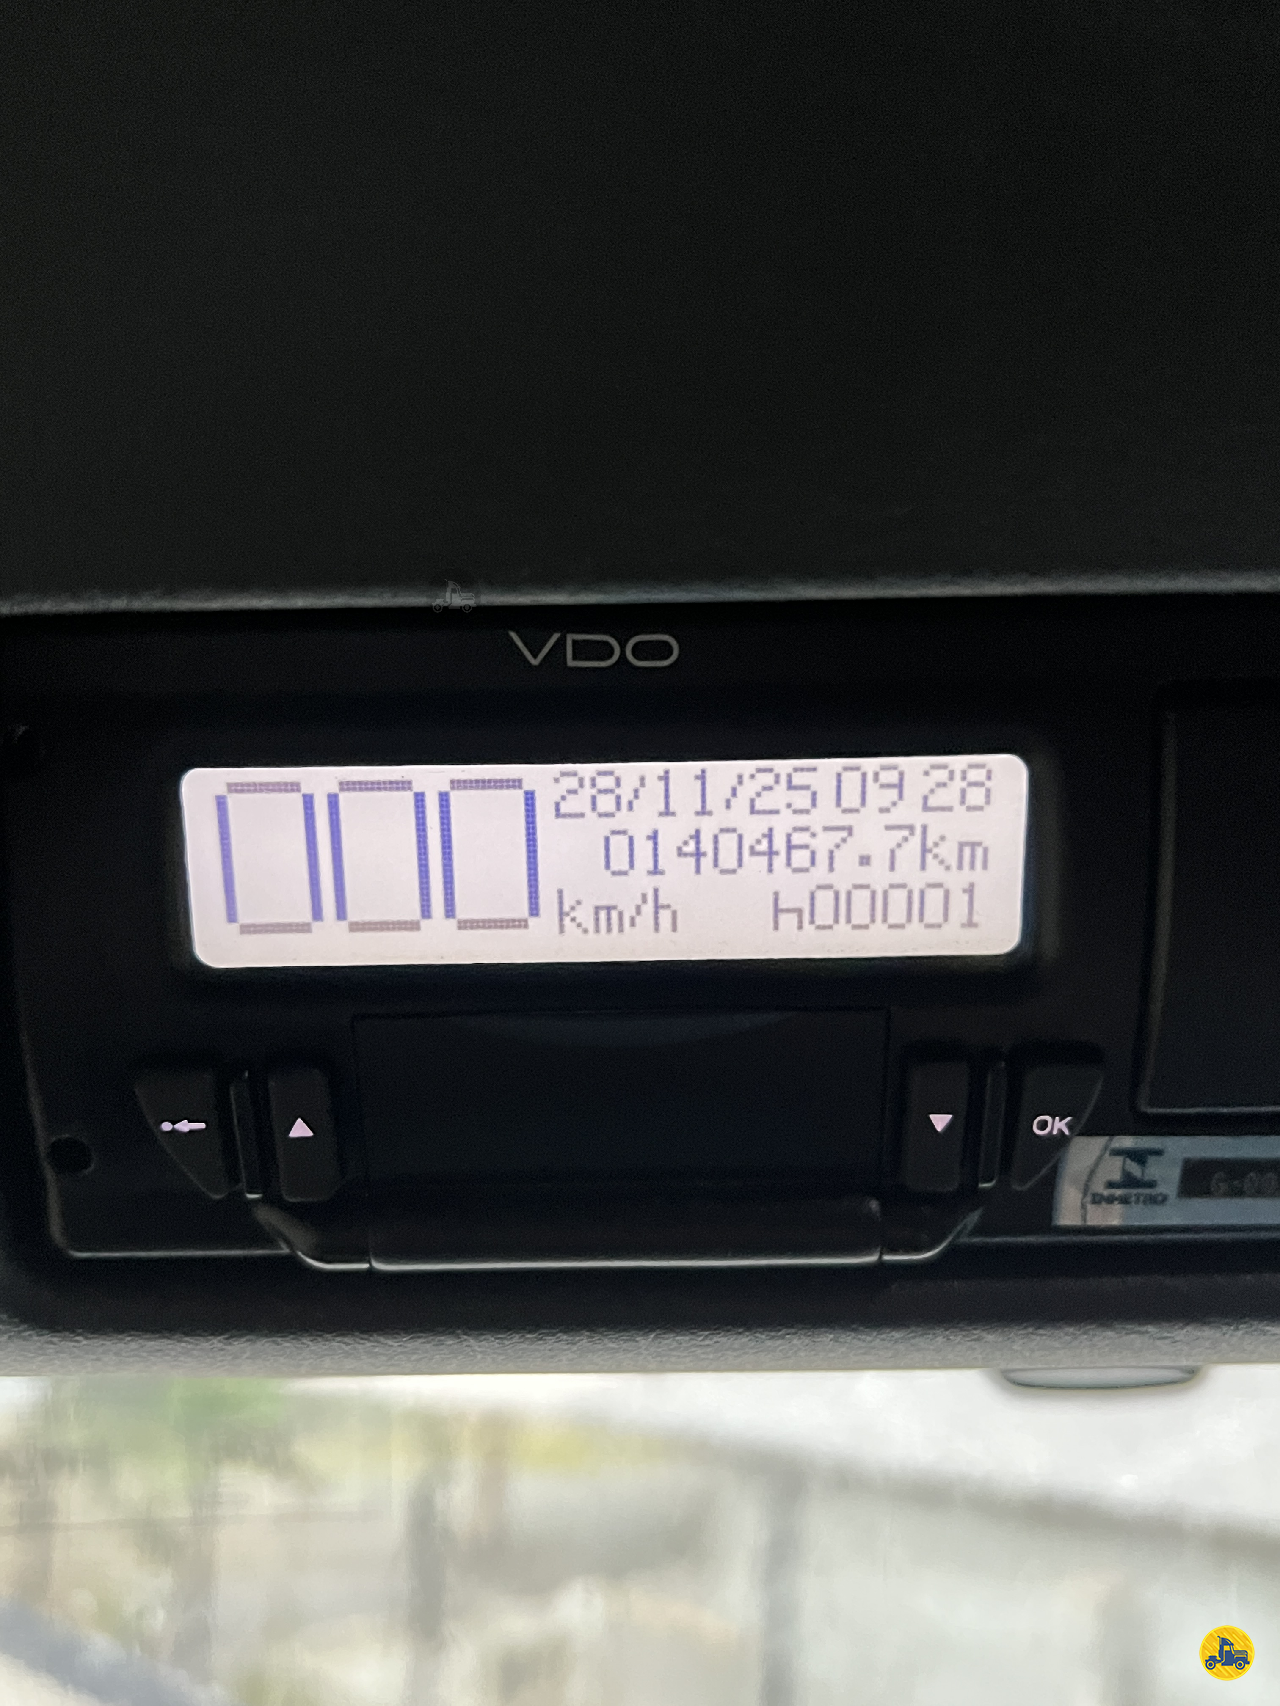 VDO
000 28/11/25 09 28
0140467.7km
km/h h00001
OK
INMETRO